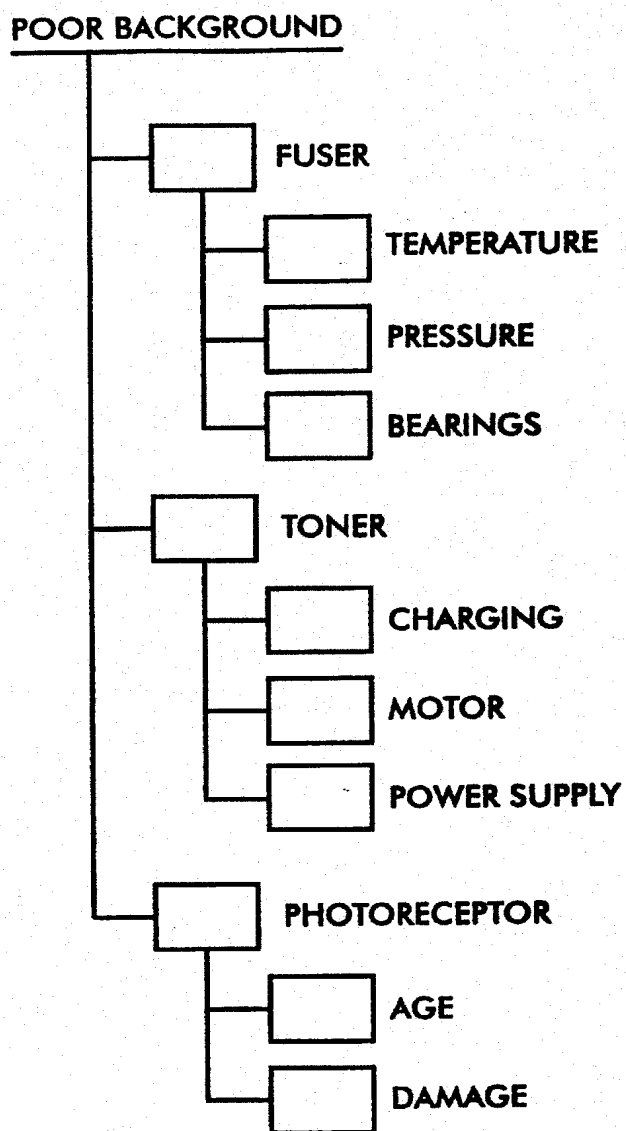 POOR BACKGROUND
FUSER
TEMPERATURE
PRESSURE
BEARINGS
TONER
CHARGING
MOTOR
POWER SUPPLY
PHOTORECEPTOR
AGE
DAMAGE